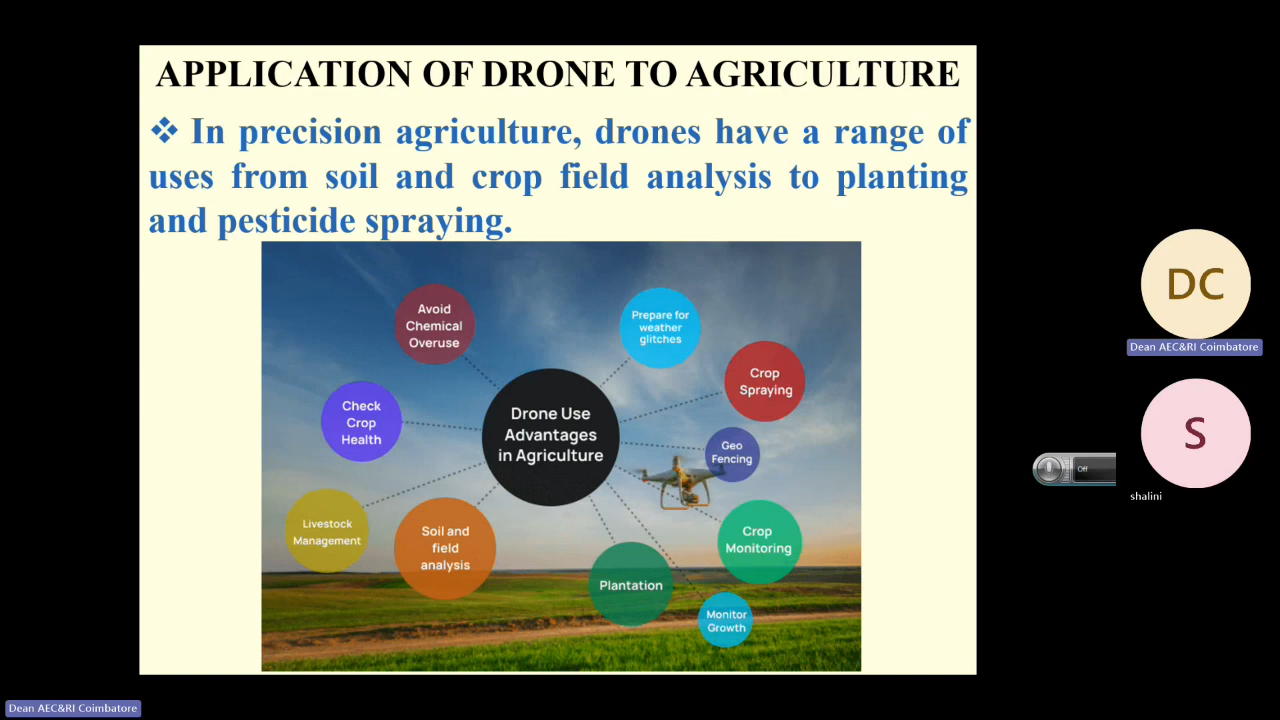 APPLICATION OF DRONE TO AGRICULTURE
❖ In precision agriculture, drones have a range of
uses from soil and crop field analysis to planting
and pesticide spraying.
Avoid
Chemical
Overuse
Prepare for
weather
glitches
Crop
Spraying
Check
Crop
Health
Drone Use
Advantages
in Agriculture
Geo
Fencing
Livestock
Management
Soil and
field
analysis
Crop
Monitoring
Plantation
Monitor
Growth
DC
Dean AEC&RI Coimbatore
S
shalini
Off
Dean AEC&RI Coimbatore